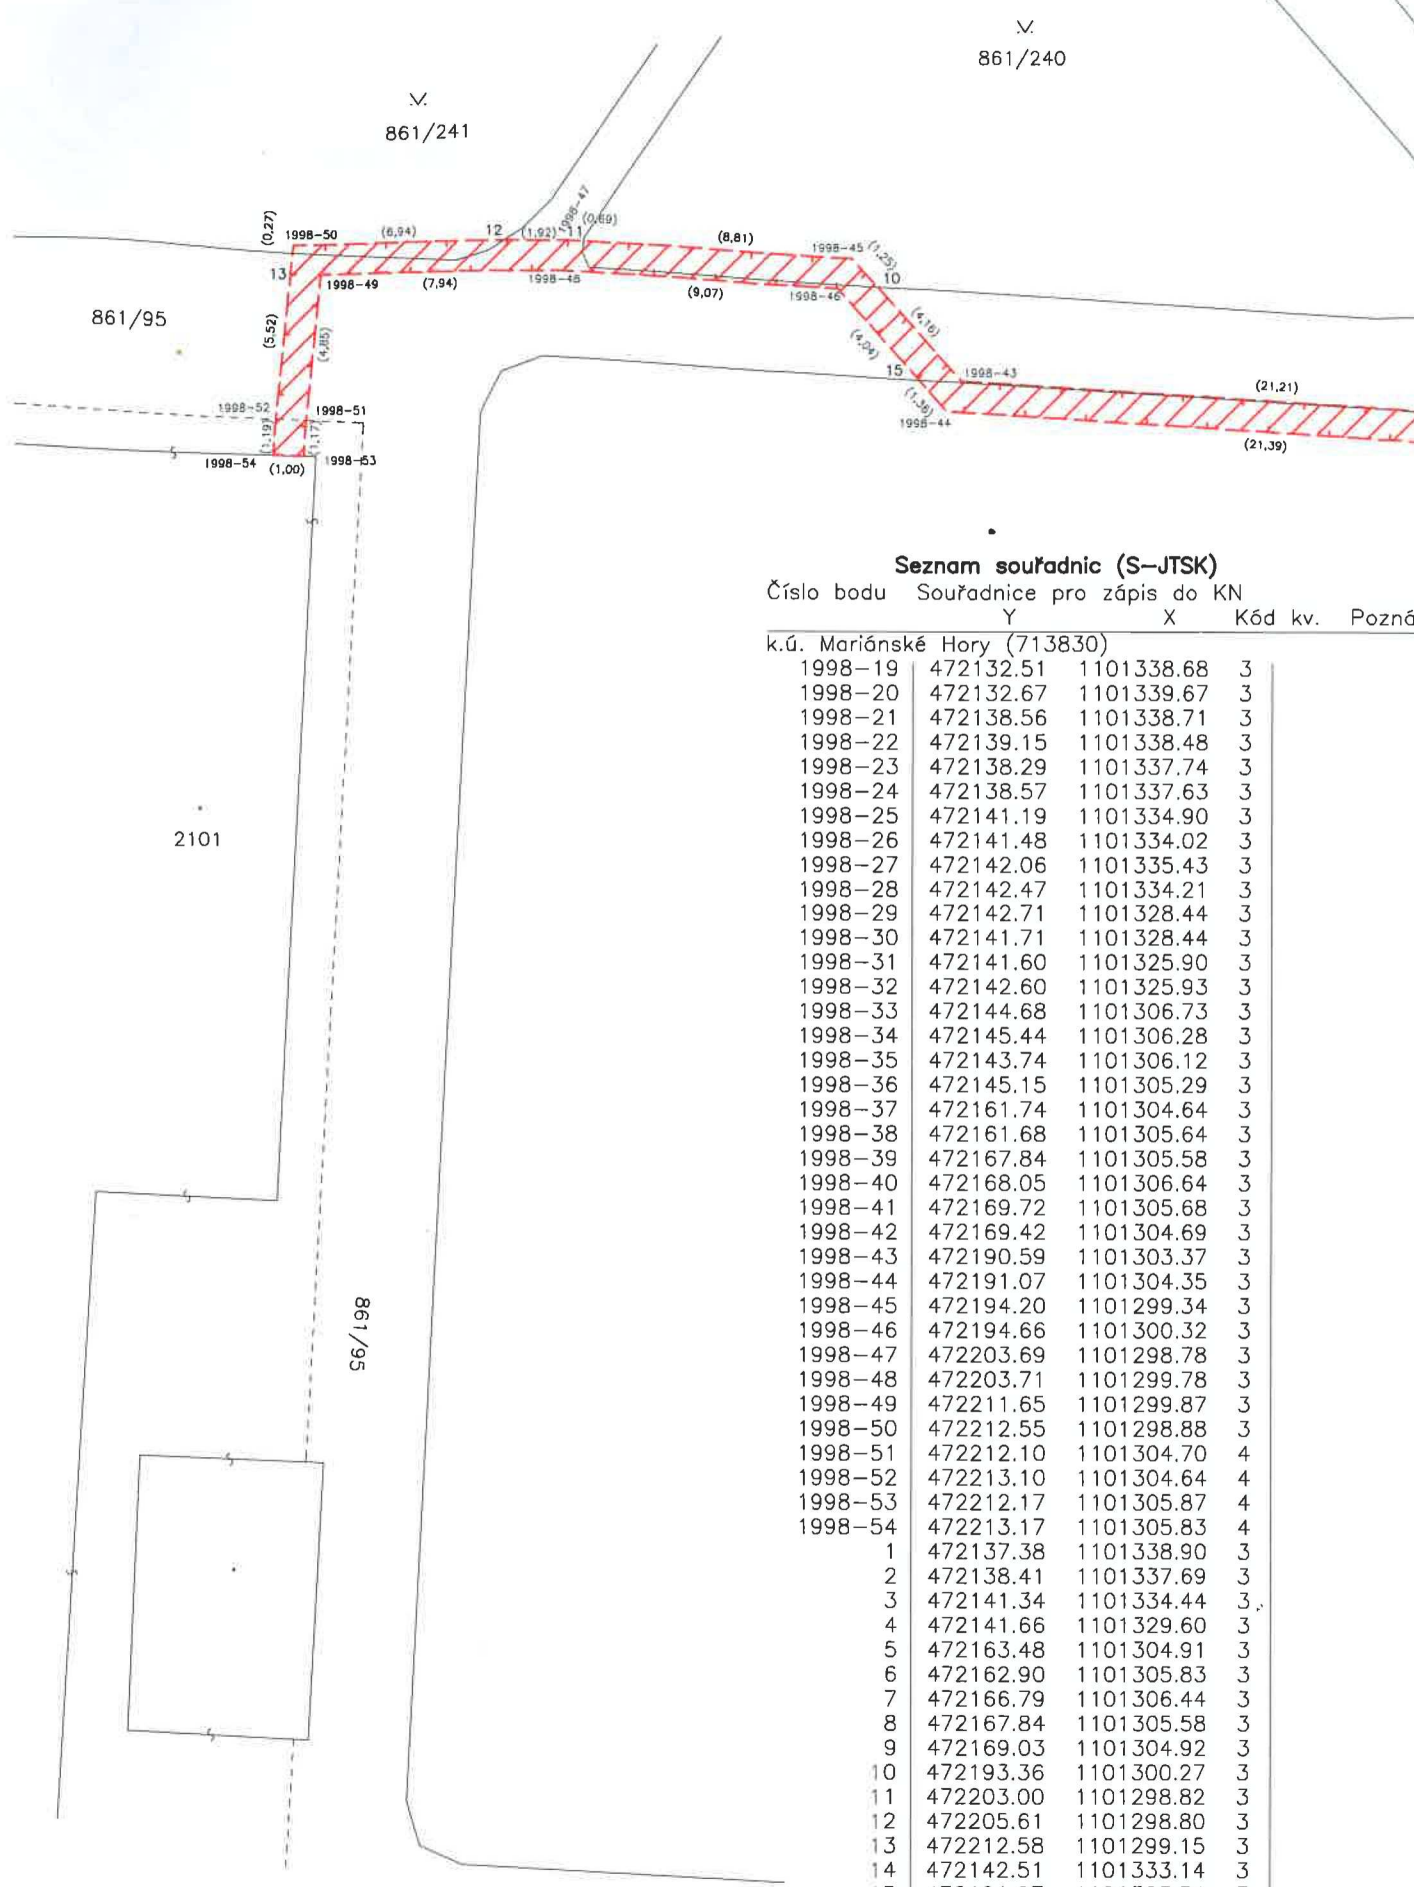 861/240
861/241
1998-47
(0,27)
1998-50
(6,94)
12
(1,92)
11
(0,69)
(8,81)
1998-45
(1,25)
10
13
1998-49
(7,94)
1998-48
(9,07)
1998-46
861/95
(5,52)
(4,85)
(4,16)
(4,04)
15
1998-43
(21,21)
1998-52
1998-51
(1,36)
1998-44
(1,19)
(1,17)
(21,39)
1998-54
(1,00)
1998-53
Seznam souřadnic (S-JTSK)
Číslo bodu Souřadnice pro zápis do KN
Y X Kód kv. Pozná
k.ú. Mariánské Hory (713830)
1998-19 472132.51 1101338.68 3
1998-20 472132.67 1101339.67 3
1998-21 472138.56 1101338.71 3
1998-22 472139.15 1101338.48 3
1998-23 472138.29 1101337.74 3
1998-24 472138.57 1101337.63 3
1998-25 472141.19 1101334.90 3
1998-26 472141.48 1101334.02 3
1998-27 472142.06 1101335.43 3
1998-28 472142.47 1101334.21 3
1998-29 472142.71 1101328.44 3
1998-30 472141.71 1101328.44 3
1998-31 472141.60 1101325.90 3
1998-32 472142.60 1101325.93 3
1998-33 472144.68 1101306.73 3
1998-34 472145.44 1101306.28 3
1998-35 472143.74 1101306.12 3
1998-36 472145.15 1101305.29 3
1998-37 472161.74 1101304.64 3
1998-38 472161.68 1101305.64 3
1998-39 472167.84 1101305.58 3
1998-40 472168.05 1101306.64 3
1998-41 472169.72 1101305.68 3
1998-42 472169.42 1101304.69 3
1998-43 472190.59 1101303.37 3
1998-44 472191.07 1101304.35 3
1998-45 472194.20 1101299.34 3
1998-46 472194.66 1101300.32 3
1998-47 472203.69 1101298.78 3
1998-48 472203.71 1101299.78 3
1998-49 472211.65 1101299.87 3
1998-50 472212.55 1101298.88 3
1998-51 472212.10 1101304.70 4
1998-52 472213.10 1101304.64 4
1998-53 472212.17 1101305.87 4
1998-54 472213.17 1101305.83 4
1 472137.38 1101338.90 3
2 472138.41 1101337.69 3
3 472141.34 1101334.44 3
4 472141.66 1101329.60 3
5 472163.48 1101304.91 3
6 472162.90 1101305.83 3
7 472166.79 1101306.44 3
8 472167.84 1101305.58 3
9 472169.03 1101304.92 3
10 472193.36 1101300.27 3
11 472203.00 1101298.82 3
12 472205.61 1101298.80 3
13 472212.58 1101299.15 3
14 472142.51 1101333.14 3
2101
861/95